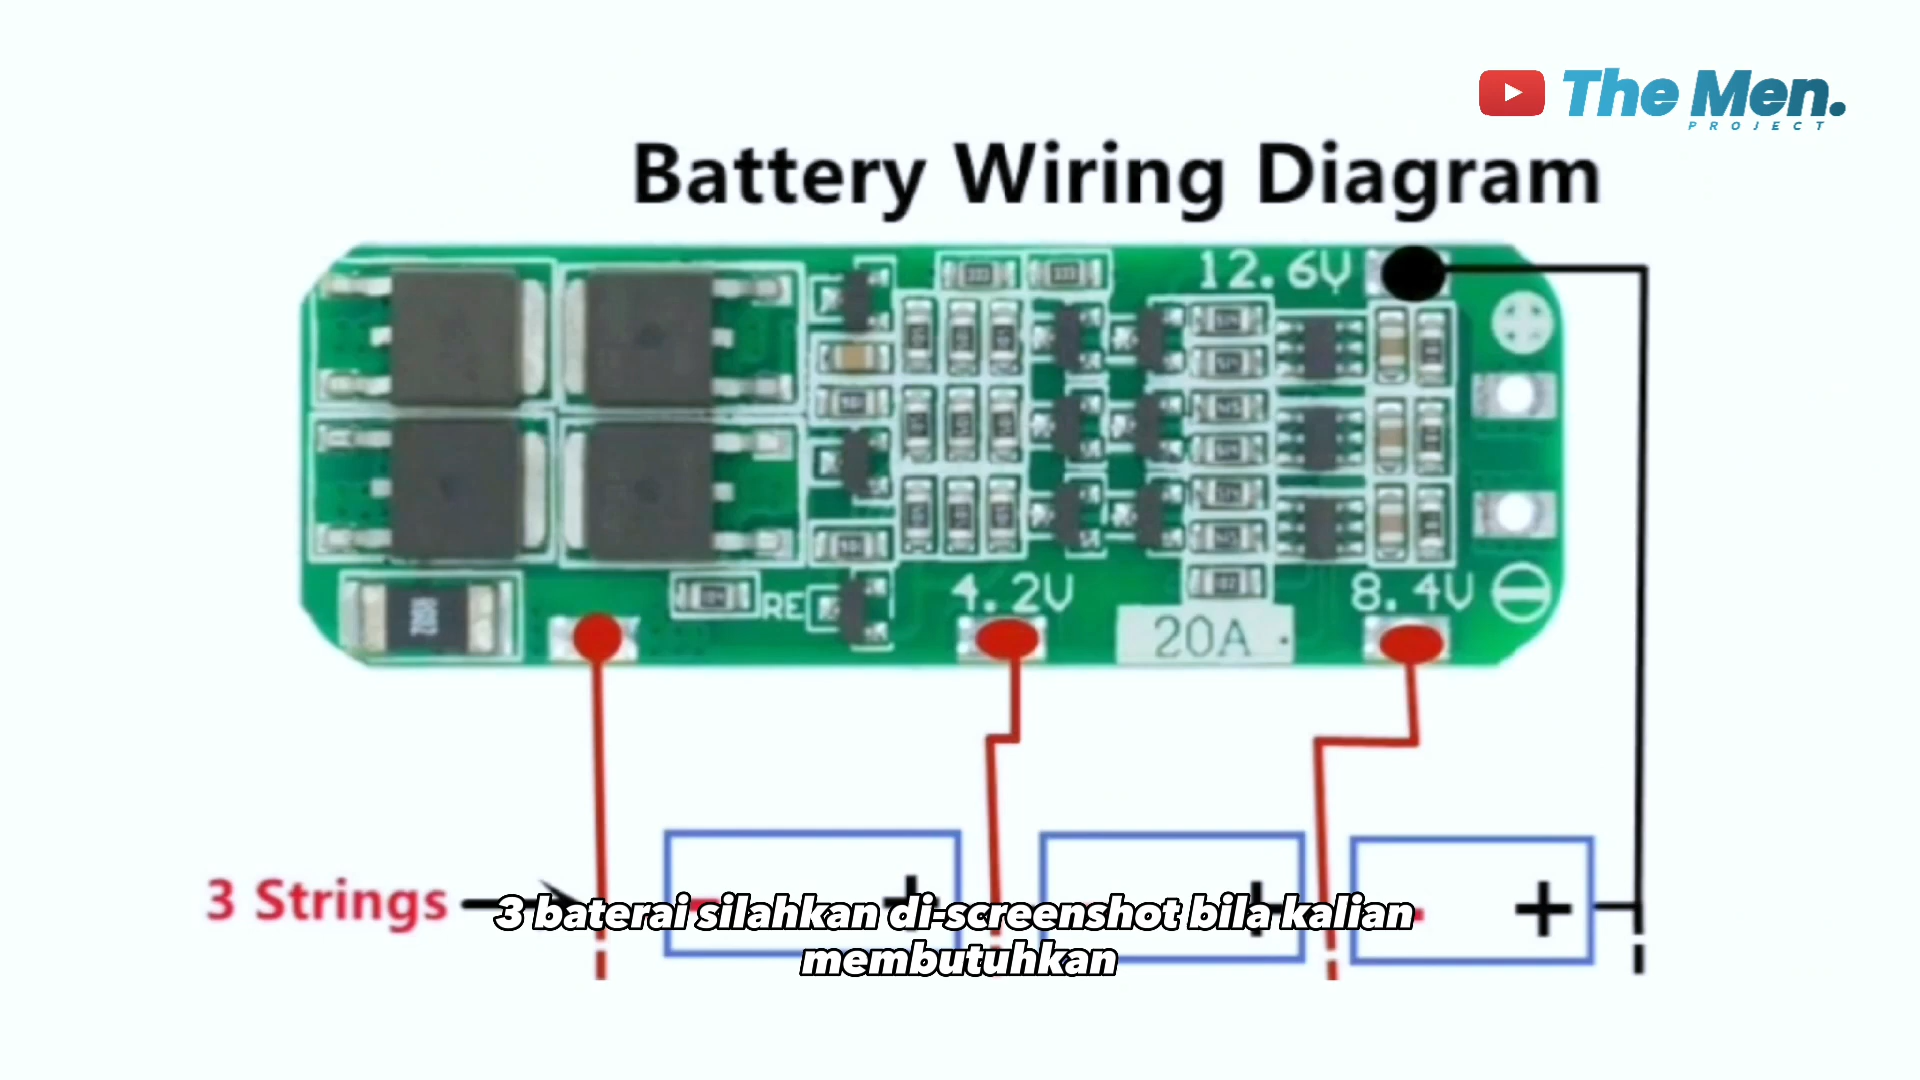 The Men.
PROJECT
Battery Wiring Diagram
12.6V
4.2V
8.4V
RE
20A
3 Strings
3 baterai silahkan di-screenshot bila kalian
membutuhkan